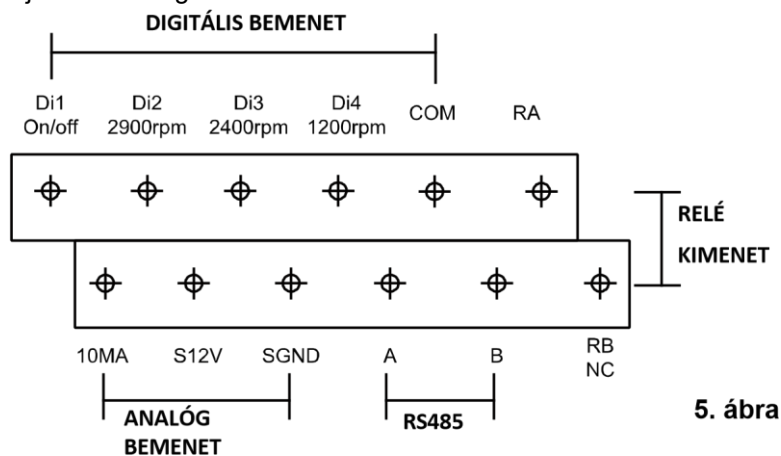 DIGITÁLIS BEMENET
Di1 Di2 Di3 Di4 COM RA
On/off 2900rpm 2400rpm 1200rpm
RELÉ
KIMENET
10MA S12V SGND A B RB
NC
ANALÓG
BEMENET
RS485
5. ábra